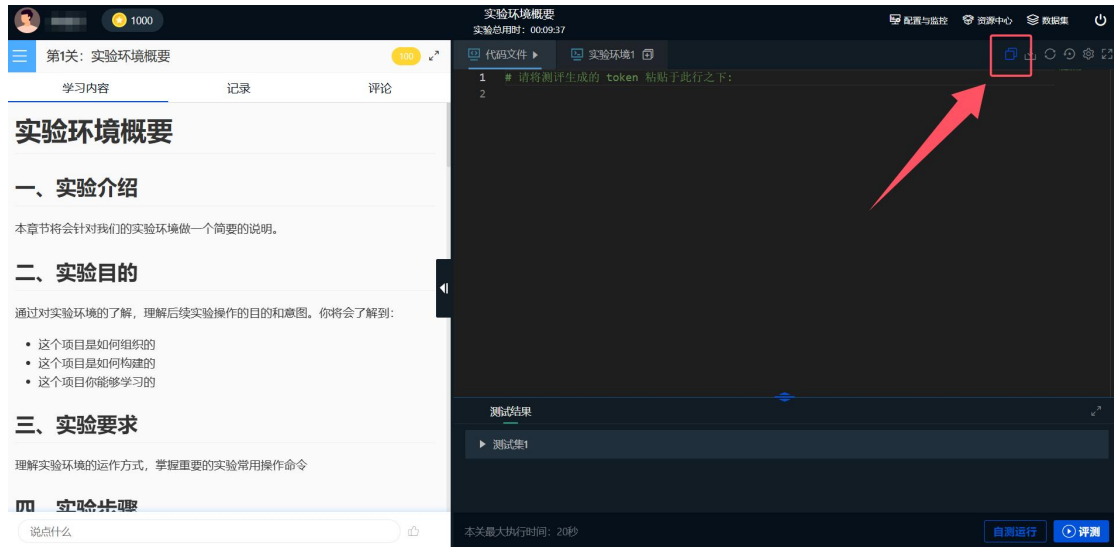 1000
实验环境概要
实验总用时：00:09:37
配置与监控 资源中心 数据集
第1关：实验环境概要
100
代码文件 实验环境1
学习内容 记录 评论
1 # 请将测评生成的 token 粘贴于此行之下:
2
实验环境概要
一、实验介绍
本章节将会针对我们的实验环境做一个简要的说明。
二、实验目的
通过对实验环境的了解，理解后续实验操作的目的和意图。你将会了解到：
• 这个项目是如何组织的
• 这个项目是如何构建的
• 这个项目你能够学习的
三、实验要求
理解实验环境的运作方式，掌握重要的实验常用操作命令
四、实验步骤
说点什么
测试结果
测试集1
本关最大执行时间：20秒
自测运行 评测